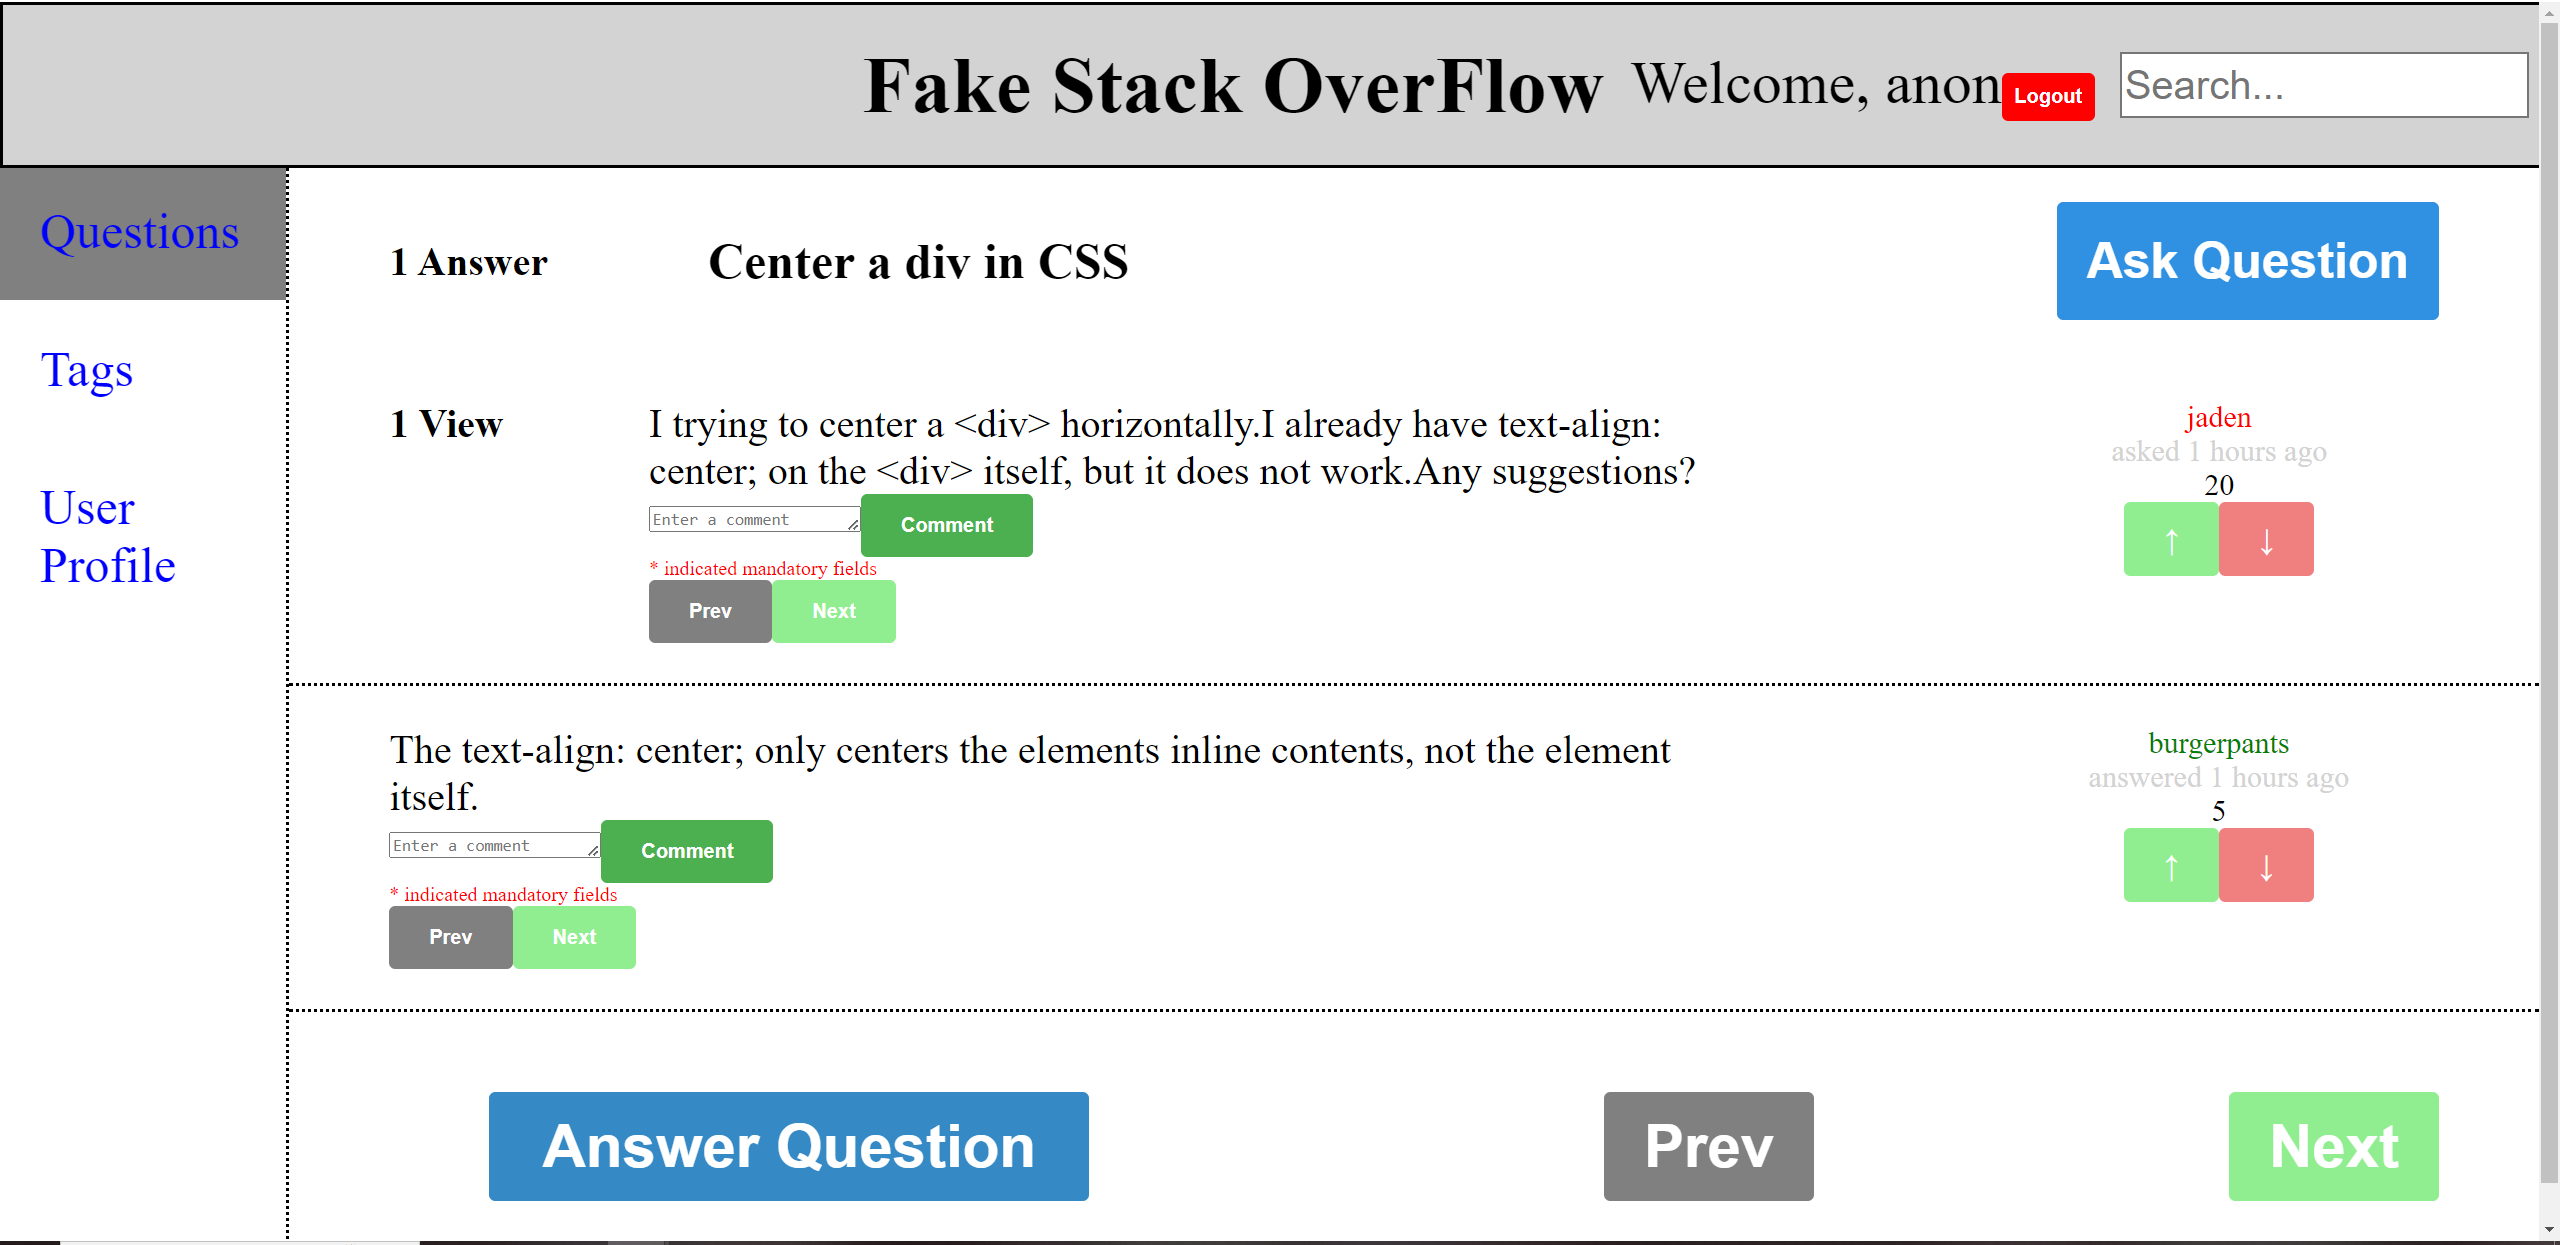 Fake Stack OverFlow
Welcome, anon
Logout
Search...
Questions
Tags
User
Profile
1 Answer
Center a div in CSS
Ask Question
1 View
I trying to center a <div> horizontally.I already have text-align:
center; on the <div> itself, but it does not work.Any suggestions?
jaden
asked 1 hours ago
20
↑
↓
Enter a comment
Comment
* indicated mandatory fields
Prev
Next
The text-align: center; only centers the elements inline contents, not the element
itself.
burgerpants
answered 1 hours ago
5
↑
↓
Enter a comment
Comment
* indicated mandatory fields
Prev
Next
Answer Question
Prev
Next